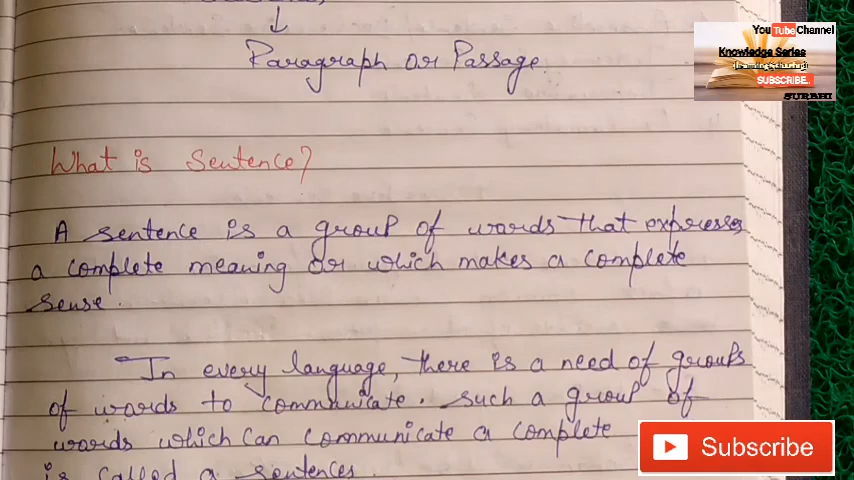 Paragraph or Passage.
What is Sentence?
A sentence is a group of words that expresses
a complete meaning or which makes a complete
sense.
In every language, there is a need of groups
of words to communicate. Such a group of
words which can communicate a complete
is called a sentences.
YouTube Channel
Knowledge Series
SUBSCRIBE..
SURABHI
Subscribe